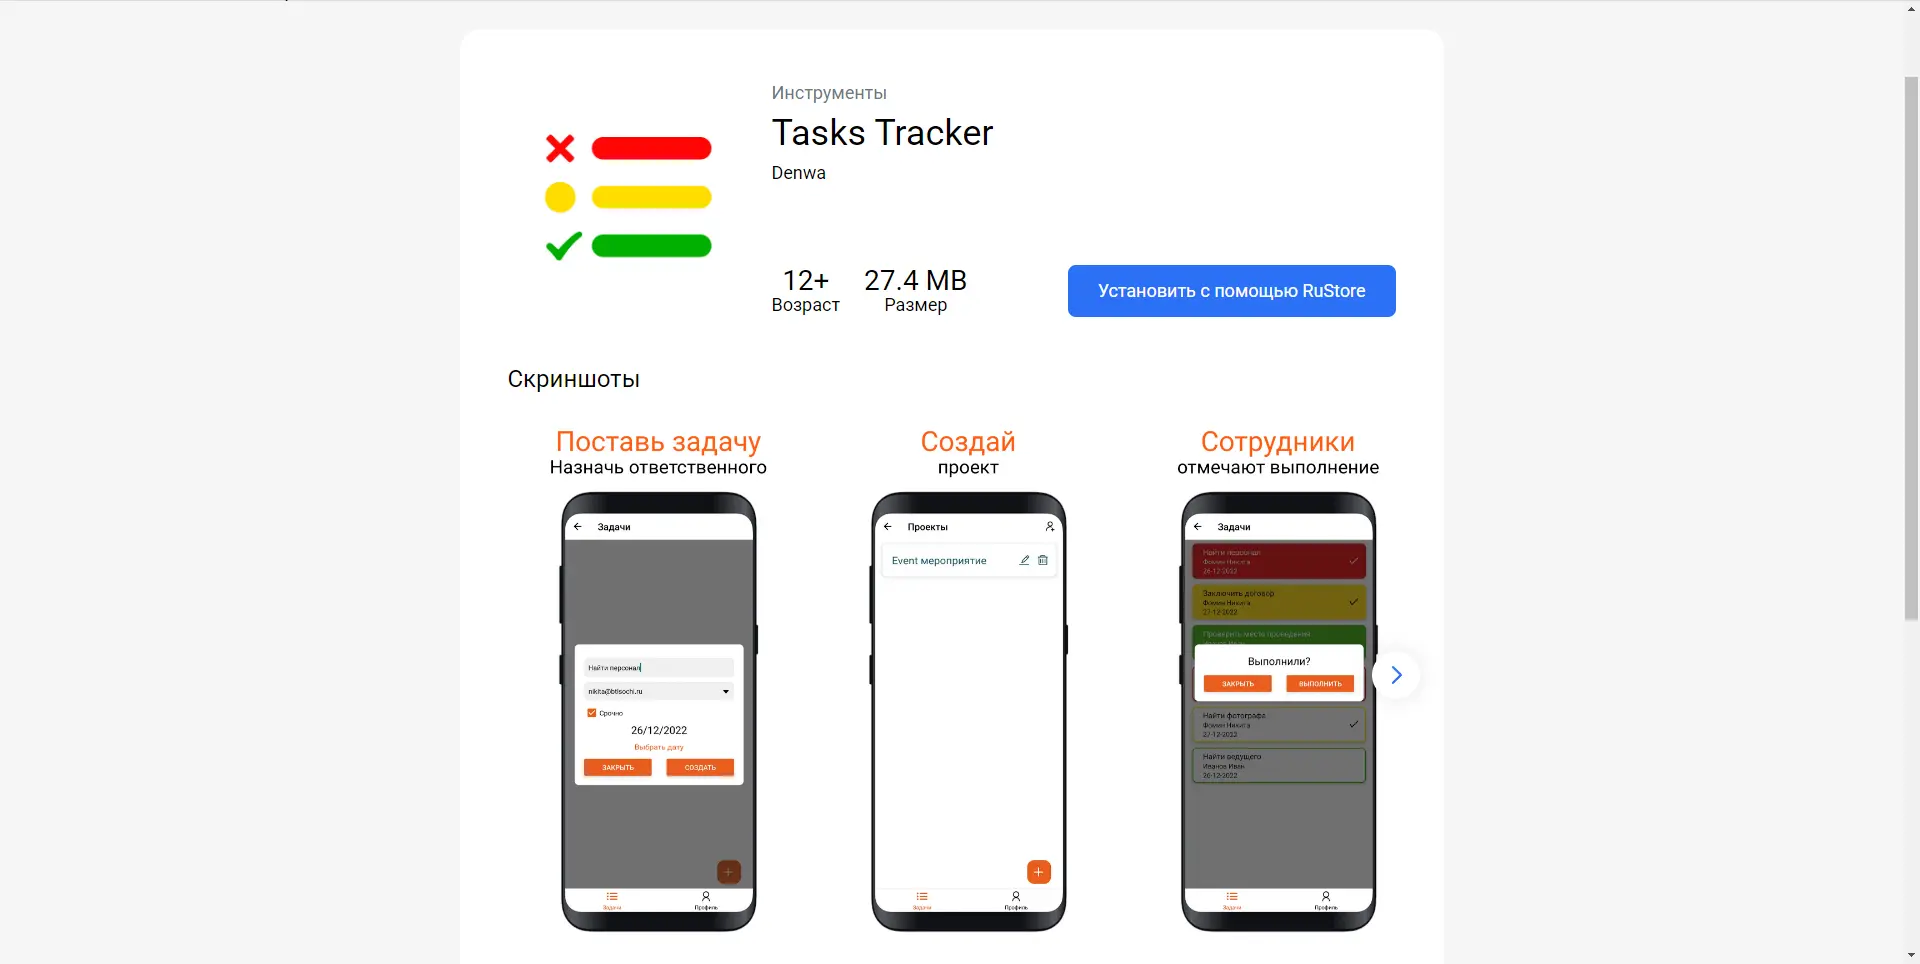 Инструменты
Tasks Tracker
Denwa
12+
Возраст
27.4 MB
Размер
Установить с помощью RuStore
Скриншоты
Поставь задачу
Назначь ответственного
Задачи
Найти персонал
nikita@btlsochi.ru
Срочно
26/12/2022
Выбрать дату
ЗАКРЫТЬ
СОЗДАТЬ
Задачи
Профиль
Создай
проект
Проекты
Event мероприятие
Задачи
Профиль
Сотрудники
отмечают выполнение
Задачи
Найти персонал
Фомин Никита
26-12-2022
Заключить договор
Фомин Никита
27-12-2022
Проверить место проведения
Выполнили?
ЗАКРЫТЬ
ВЫПОЛНИТЬ
Найти фотографа
Фомин Никита
27-12-2022
Найти ведущего
Иванов Иван
26-12-2022
Задачи
Профиль